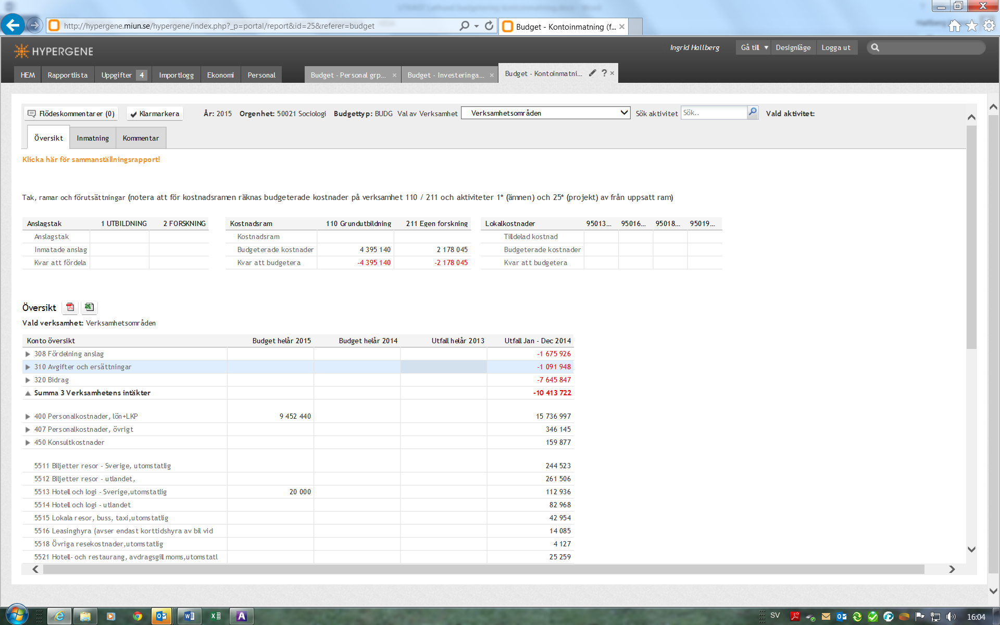 http://hypergene.miun.se/hypergene/index.php?_p=portal/report&id=25&referer=budget
Budget - Kontoinmatning (f...
HYPERGENE
Ingrid Hallberg
Gå till
Designläge
Logga ut
HEM
Rapportlista
Uppgifter 4
Importlogg
Ekonomi
Personal
Budget - Personal grp...
Budget - Investeringa...
Budget - Kontoinmatni...
Flödeskommentarer (0)
Klarmarkera
År: 2015 Orgenhet: 50021 Sociologi Budgettyp: BUDG Val av Verksamhet Verksamhetsområden Sök aktivitet Sök.. Vald aktivitet:
Översikt
Inmatning
Kommentar
Klicka här för sammanställningsrapport!
Tak, ramar och förutsättningar (notera att för kostnadsramen räknas budgeterade kostnader på verksamhet 110 / 211 och aktiviteter 1* (ämnen) och 25* (projekt) av från uppsatt ram)
Anslagstak 1 UTBILDNING 2 FORSKNING
Anslagstak
Inmatade anslag
Kvar att fördela
Kostnadsram 110 Grundutbildning 211 Egen forskning
Kostnadsram
Budgeterade kostnader 4 395 140 2 178 045
Kvar att budgetera -4 395 140 -2 178 045
Lokalkostnader 95013... 95016... 95018... 95019...
Tilldelad kostnad
Budgeterade kostnader
Kvar att budgetera
Översikt
Vald verksamhet: Verksamhetsområden
Konto översikt Budget helår 2015 Budget helår 2014 Utfall helår 2013 Utfall Jan - Dec 2014
308 Fördelning anslag -1 675 926
310 Avgifter och ersättningar -1 091 948
320 Bidrag -7 645 847
Summa 3 Verksamhetens intäkter -10 413 722
400 Personalkostnader, lön+LKP 9 452 440 15 736 997
407 Personalkostnader, övrigt 346 145
450 Konsultkostnader 159 877
5511 Biljetter resor - Sverige, utomstatlig 244 523
5512 Biljetter resor - utlandet, 261 506
5513 Hotell och logi - Sverige,utomstatlig 20 000 112 936
5514 Hotell och logi - utlandet 82 968
5515 Lokala resor, buss, taxi,utomstatlig 42 954
5516 Leasinghyra (avser endast korttidshyra av bil vid 14 085
5518 Övriga resekostnader,utomstatlig 4 127
5521 Hotell- och restaurang, avdragsgill moms,utomstatl 25 259
SV
16:04